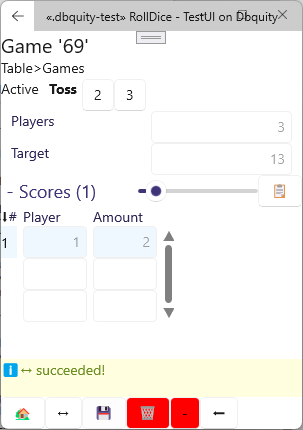 ← «.dbquity-test» RollDice - TestUI on Dbquity
Game '69'
Table>Games
Active Toss 2 3
Players 3
Target 13
- Scores (1)
⬇# Player Amount
1 1 2
ℹ ↔ succeeded!
↔ - ←